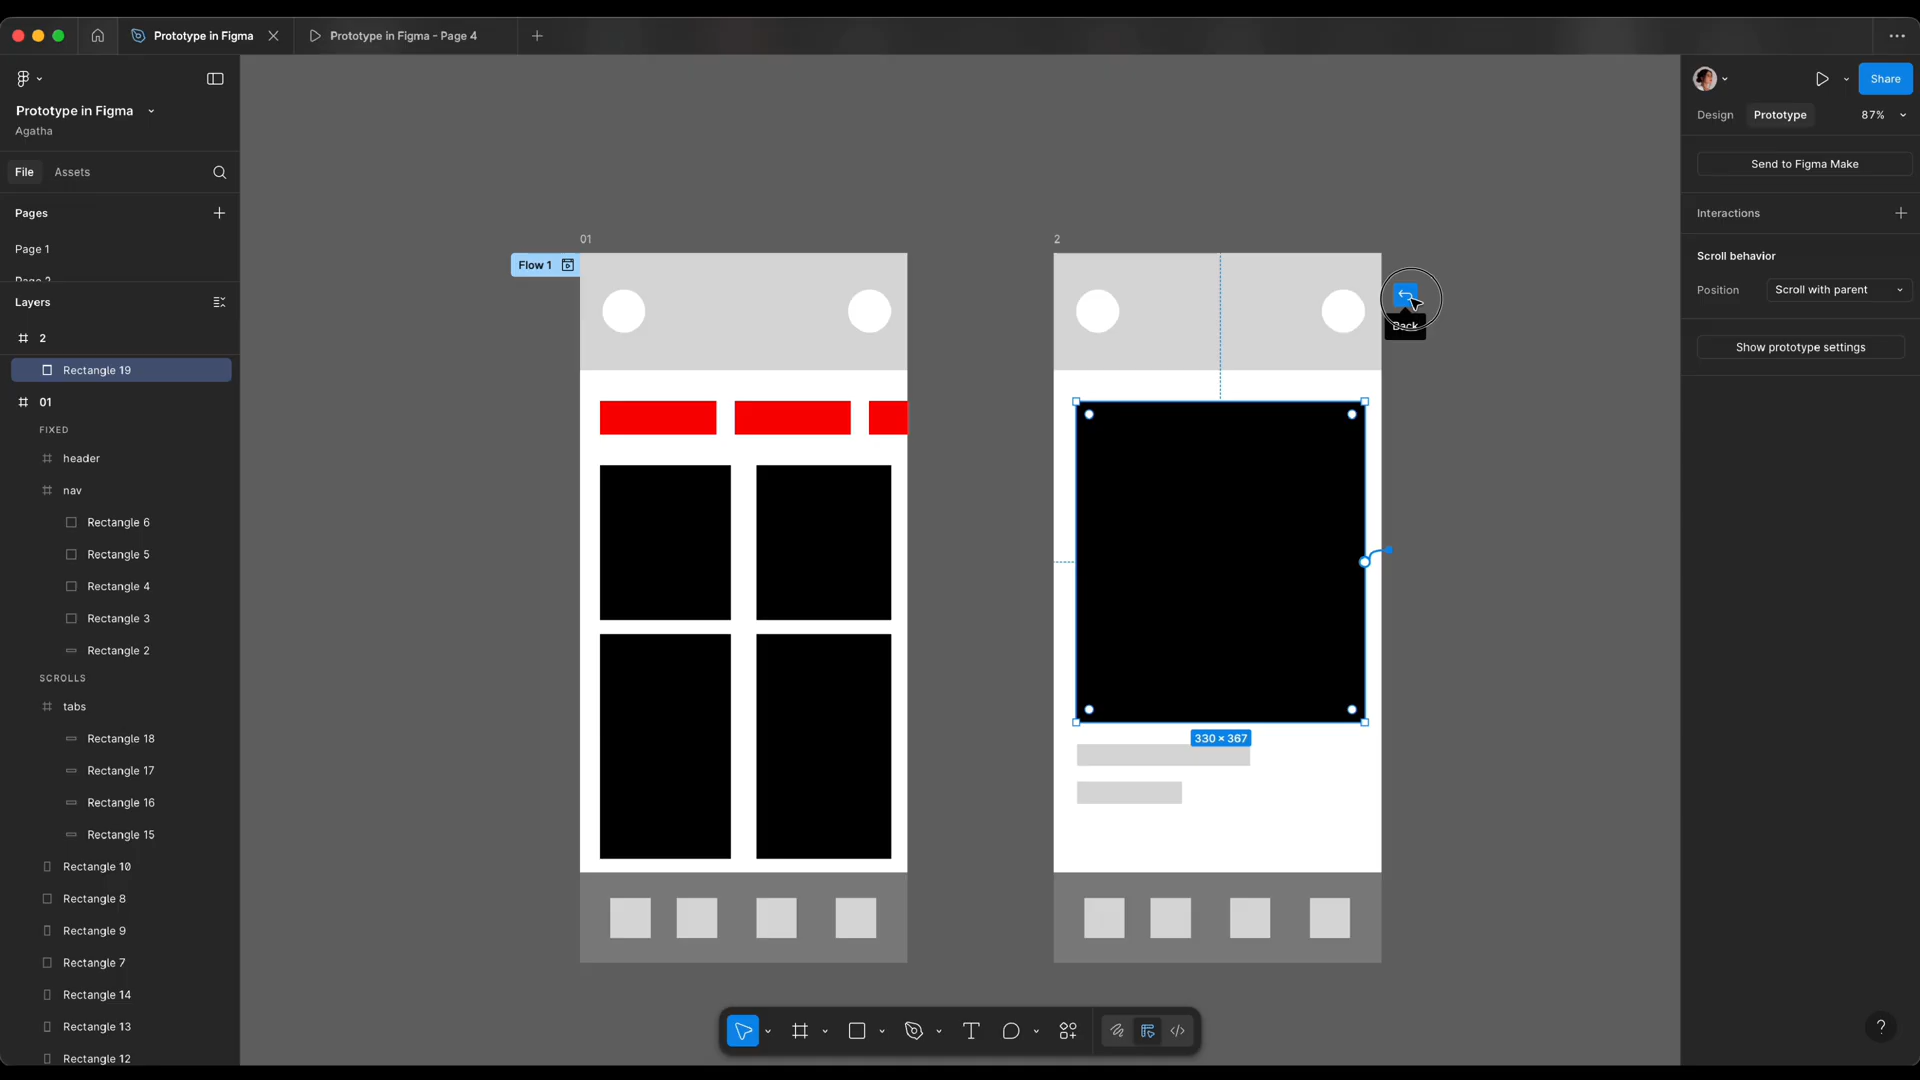 Prototype in Figma
Prototype in Figma - Page 4
Prototype in Figma
Agatha
File
Assets
Pages
Page 1
Page 2
Layers
2
Rectangle 19
01
FIXED
header
nav
Rectangle 6
Rectangle 5
Rectangle 4
Rectangle 3
Rectangle 2
SCROLLS
tabs
Rectangle 18
Rectangle 17
Rectangle 16
Rectangle 15
Rectangle 10
Rectangle 8
Rectangle 9
Rectangle 7
Rectangle 14
Rectangle 13
Rectangle 12
01
Flow 1
2
Back
330 × 367
Share
Design
Prototype
87%
Send to Figma Make
Interactions
Scroll behavior
Position
Scroll with parent
Show prototype settings
?